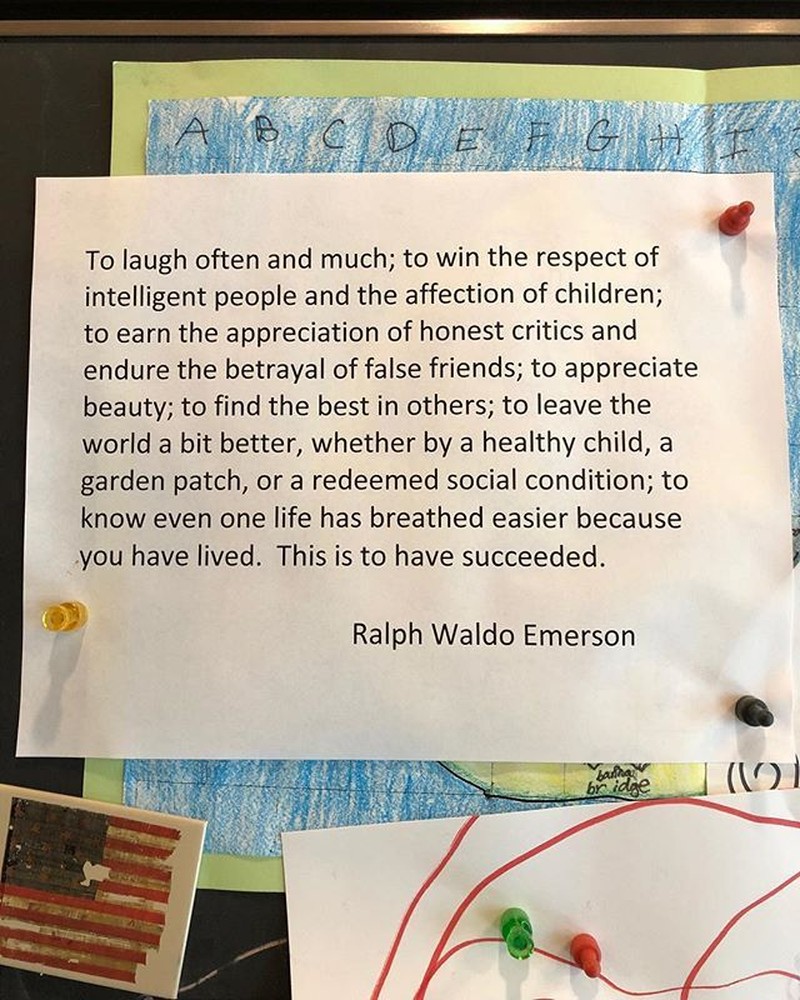 A B C D E F G H I
To laugh often and much; to win the respect of
intelligent people and the affection of children;
to earn the appreciation of honest critics and
endure the betrayal of false friends; to appreciate
beauty; to find the best in others; to leave the
world a bit better, whether by a healthy child, a
garden patch, or a redeemed social condition; to
know even one life has breathed easier because
you have lived.  This is to have succeeded.
Ralph Waldo Emerson
bridge